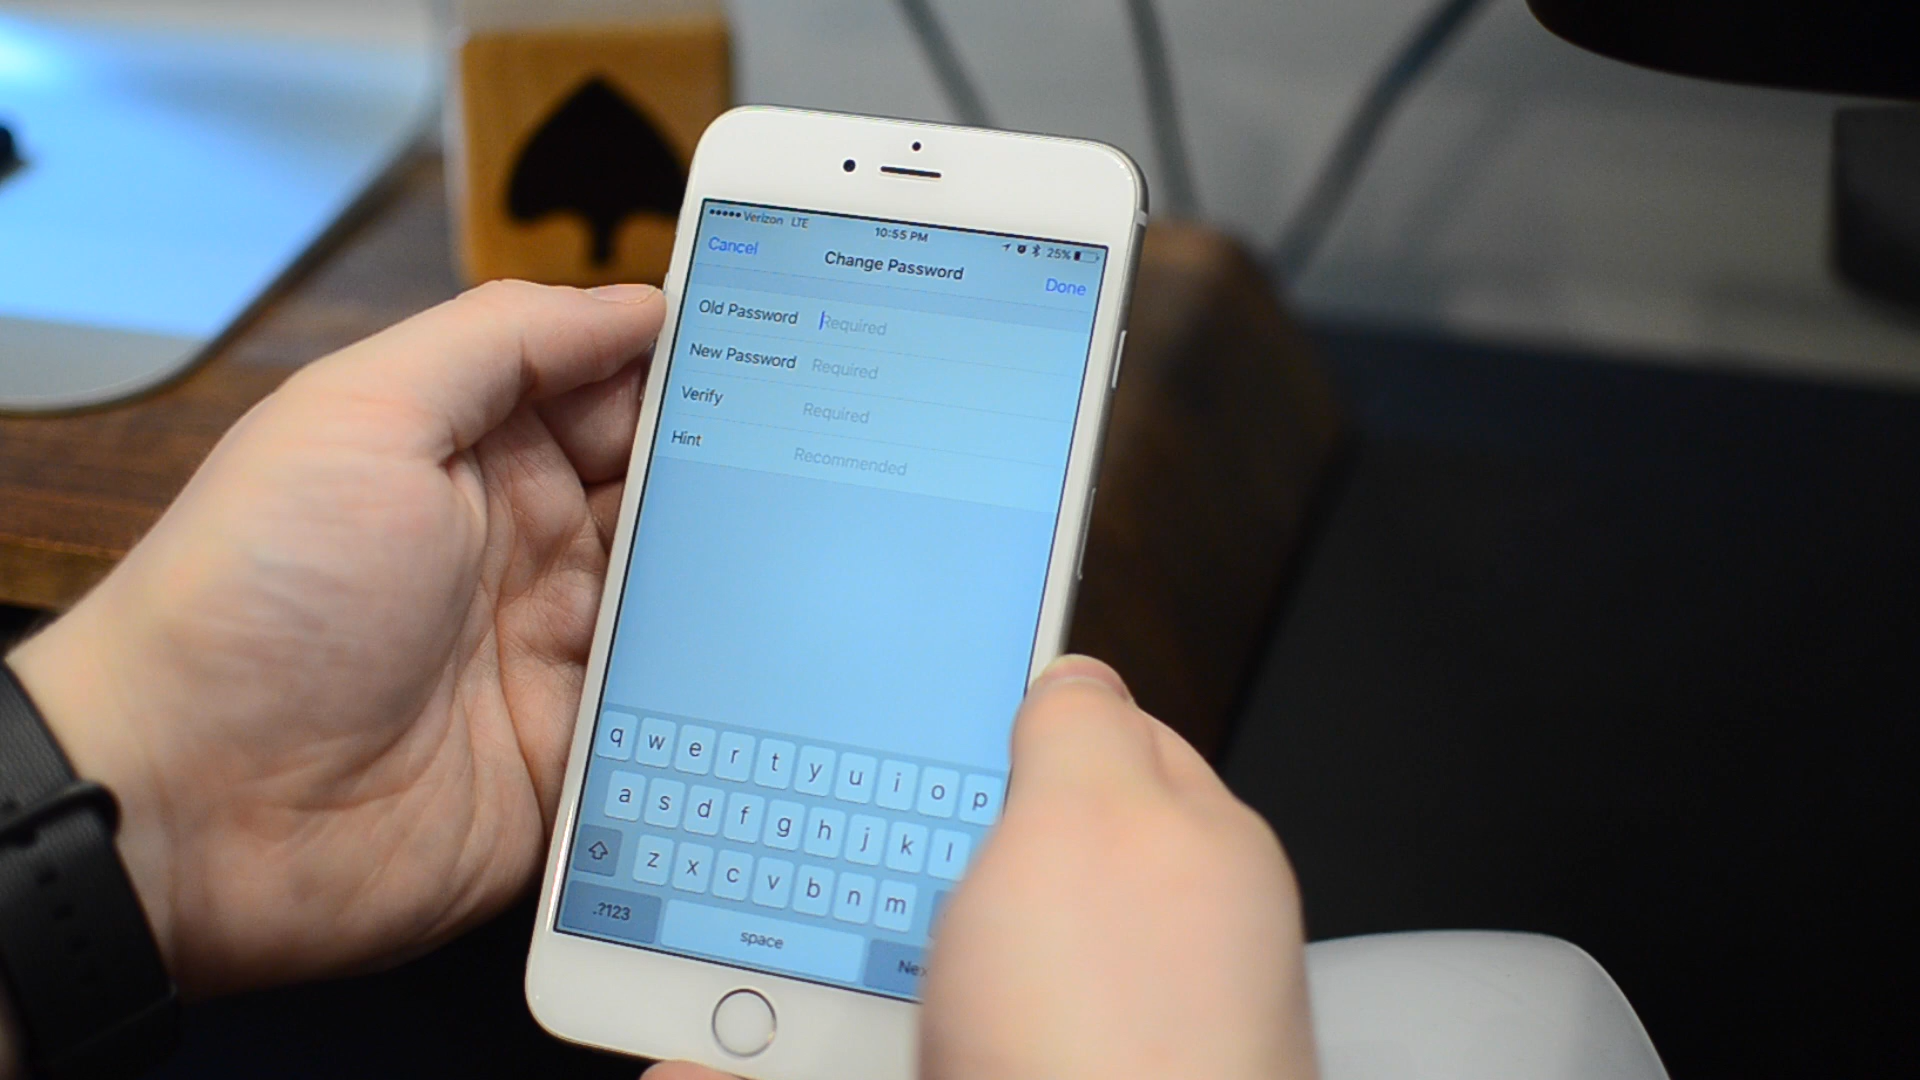 Verizon LTE 10:55 PM 25%
Cancel Change Password Done
Old Password Required
New Password Required
Verify Required
Hint Recommended
q w e r t y u i o p
a s d f g h j k l
z x c v b n m
.?123 space